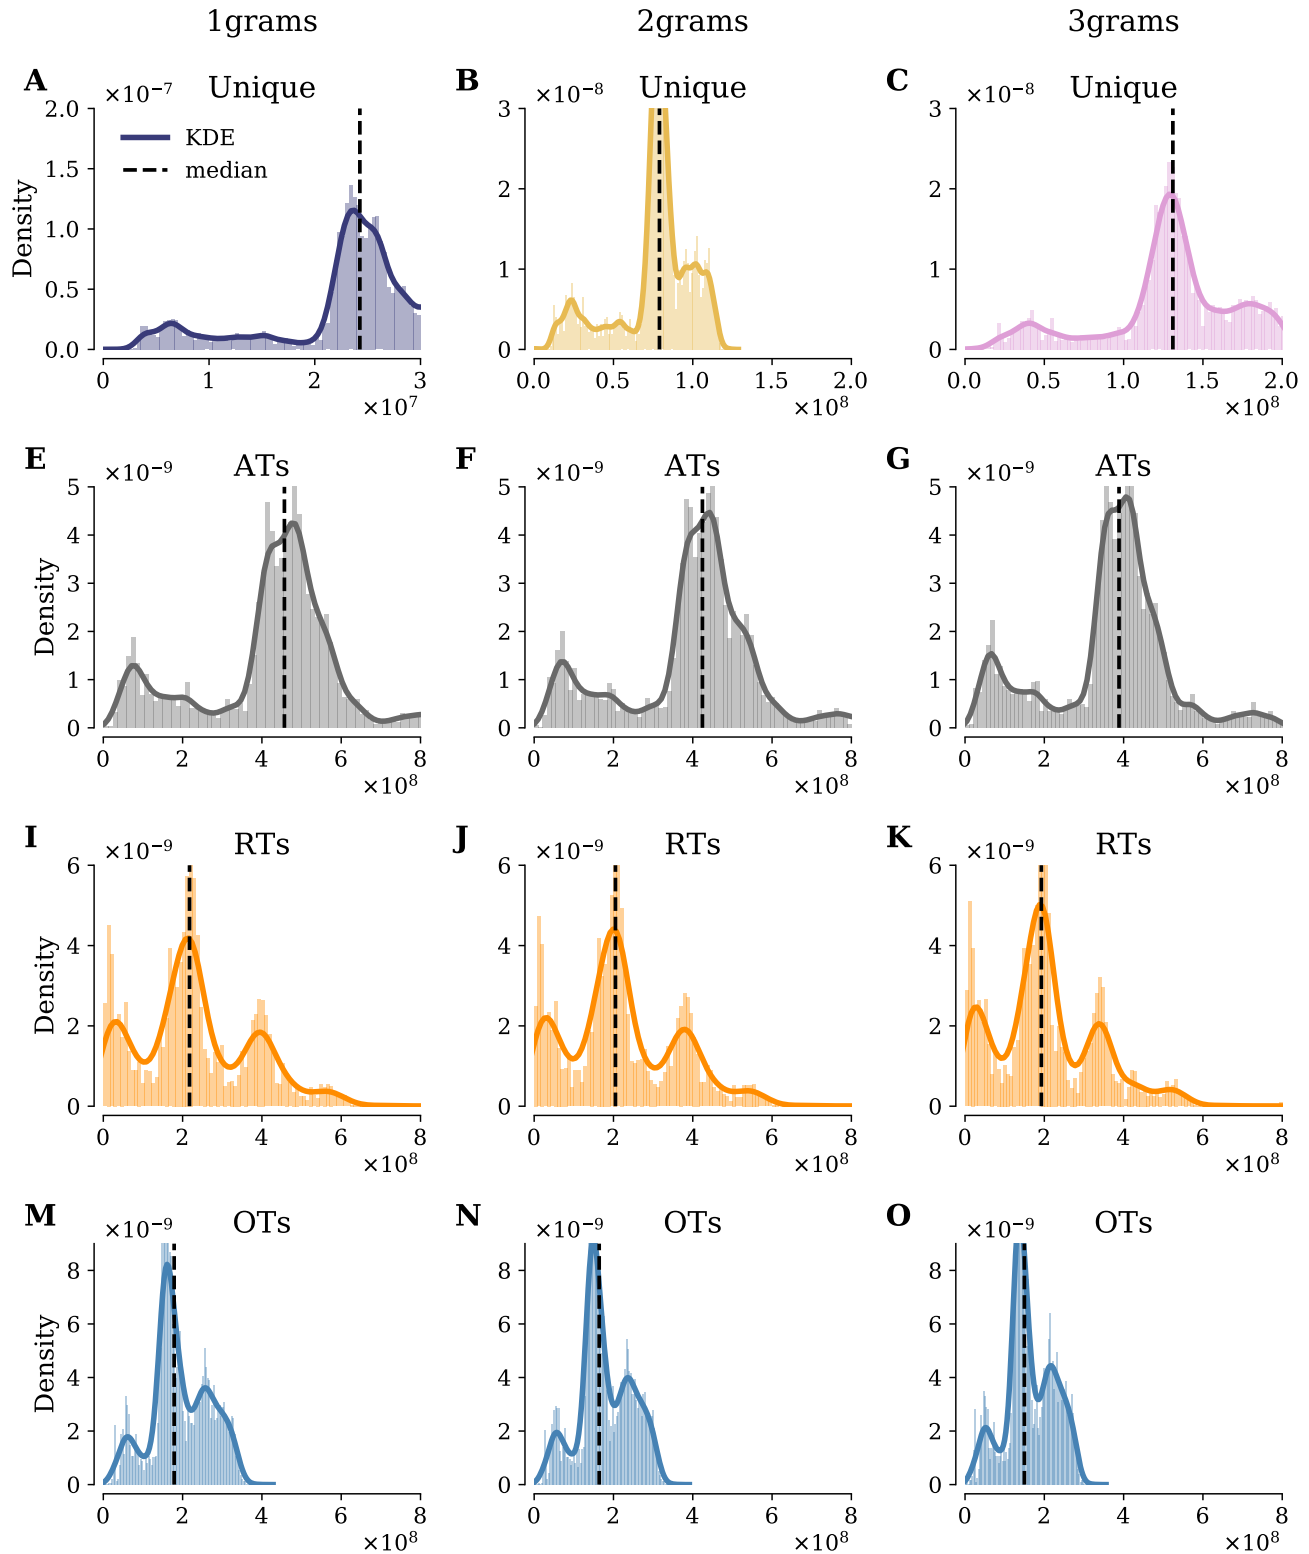 1grams 2grams 3grams
A ×10⁻⁷ Unique B ×10⁻⁸ Unique C ×10⁻⁸ Unique
2.0 3 3
KDE
median
1.5
2 2
1.0
1 1
0.5
0.0 0 0
Density
0 1 2 3 0.0 0.5 1.0 1.5 2.0 0.0 0.5 1.0 1.5 2.0
×10⁷ ×10⁸ ×10⁸
E ×10⁻⁹ ATs F ×10⁻⁹ ATs G ×10⁻⁹ ATs
5 5 5
4 4 4
3 3 3
2 2 2
1 1 1
0 0 0
Density
0 2 4 6 8 0 2 4 6 8 0 2 4 6 8
×10⁸ ×10⁸ ×10⁸
I ×10⁻⁹ RTs J ×10⁻⁹ RTs K ×10⁻⁹ RTs
6 6 6
4 4 4
2 2 2
0 0 0
Density
0 2 4 6 8 0 2 4 6 8 0 2 4 6 8
×10⁸ ×10⁸ ×10⁸
M ×10⁻⁹ OTs N ×10⁻⁹ OTs O ×10⁻⁹ OTs
8 8 8
6 6 6
4 4 4
2 2 2
0 0 0
Density
0 2 4 6 8 0 2 4 6 8 0 2 4 6 8
×10⁸ ×10⁸ ×10⁸